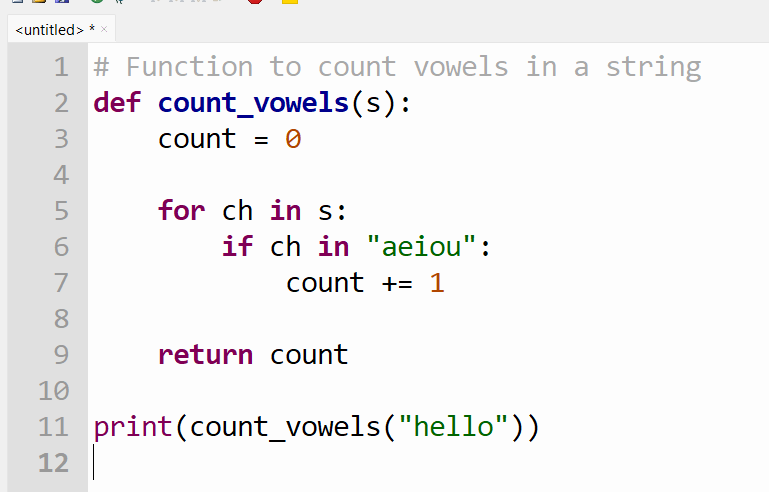 <untitled> * ×
1 # Function to count vowels in a string
2 def count_vowels(s):
3     count = 0
4
5     for ch in s:
6         if ch in "aeiou":
7             count += 1
8
9     return count
10
11 print(count_vowels("hello"))
12